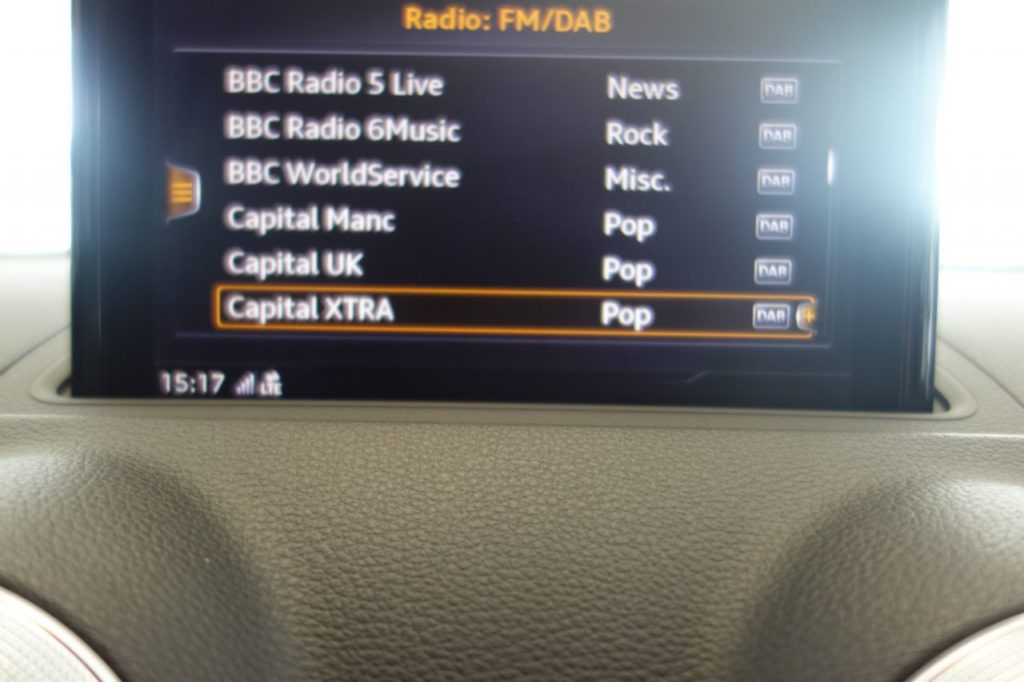 Radio: FM/DAB
BBC Radio 5 Live News DAB
BBC Radio 6Music Rock DAB
BBC WorldService Misc. DAB
Capital Manc Pop DAB
Capital UK Pop DAB
Capital XTRA Pop DAB
15:17 LTE